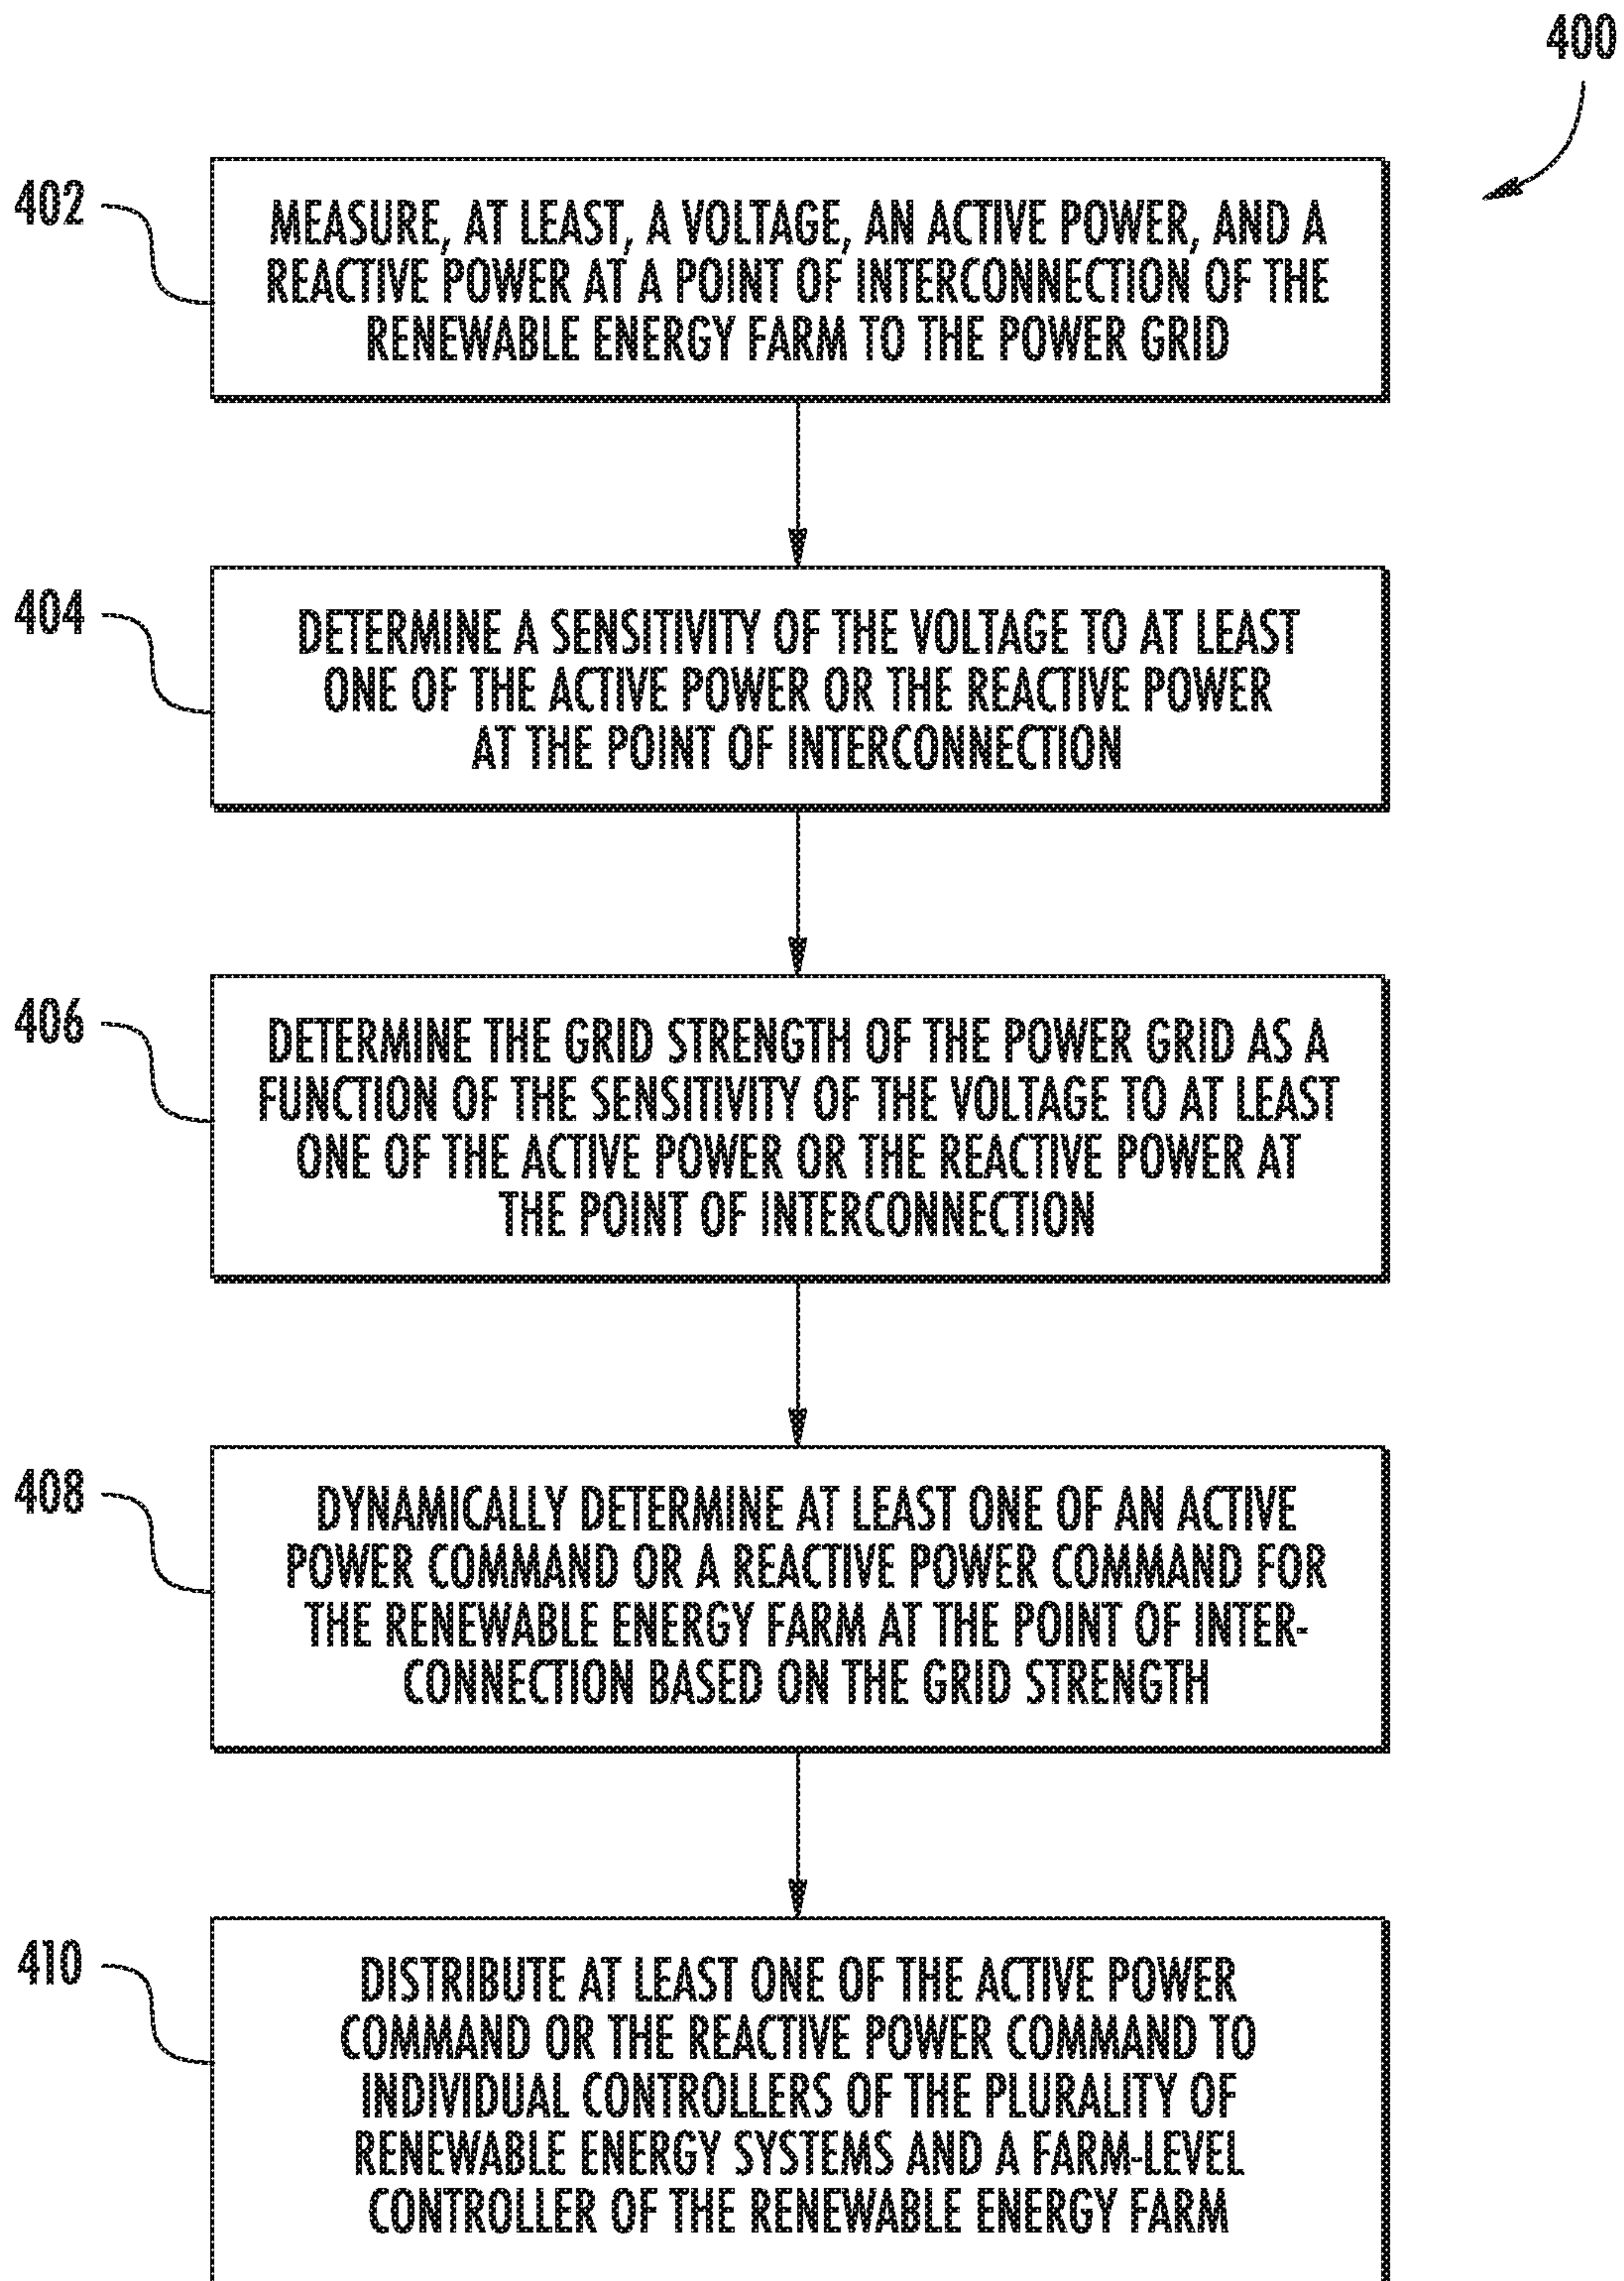 400
402
MEASURE, AT LEAST, A VOLTAGE, AN ACTIVE POWER, AND A
REACTIVE POWER AT A POINT OF INTERCONNECTION OF THE
RENEWABLE ENERGY FARM TO THE POWER GRID
404
DETERMINE A SENSITIVITY OF THE VOLTAGE TO AT LEAST
ONE OF THE ACTIVE POWER OR THE REACTIVE POWER
AT THE POINT OF INTERCONNECTION
406
DETERMINE THE GRID STRENGTH OF THE POWER GRID AS A
FUNCTION OF THE SENSITIVITY OF THE VOLTAGE TO AT LEAST
ONE OF THE ACTIVE POWER OR THE REACTIVE POWER AT
THE POINT OF INTERCONNECTION
408
DYNAMICALLY DETERMINE AT LEAST ONE OF AN ACTIVE
POWER COMMAND OR A REACTIVE POWER COMMAND FOR
THE RENEWABLE ENERGY FARM AT THE POINT OF INTER-
CONNECTION BASED ON THE GRID STRENGTH
410
DISTRIBUTE AT LEAST ONE OF THE ACTIVE POWER
COMMAND OR THE REACTIVE POWER COMMAND TO
INDIVIDUAL CONTROLLERS OF THE PLURALITY OF
RENEWABLE ENERGY SYSTEMS AND A FARM-LEVEL
CONTROLLER OF THE RENEWABLE ENERGY FARM